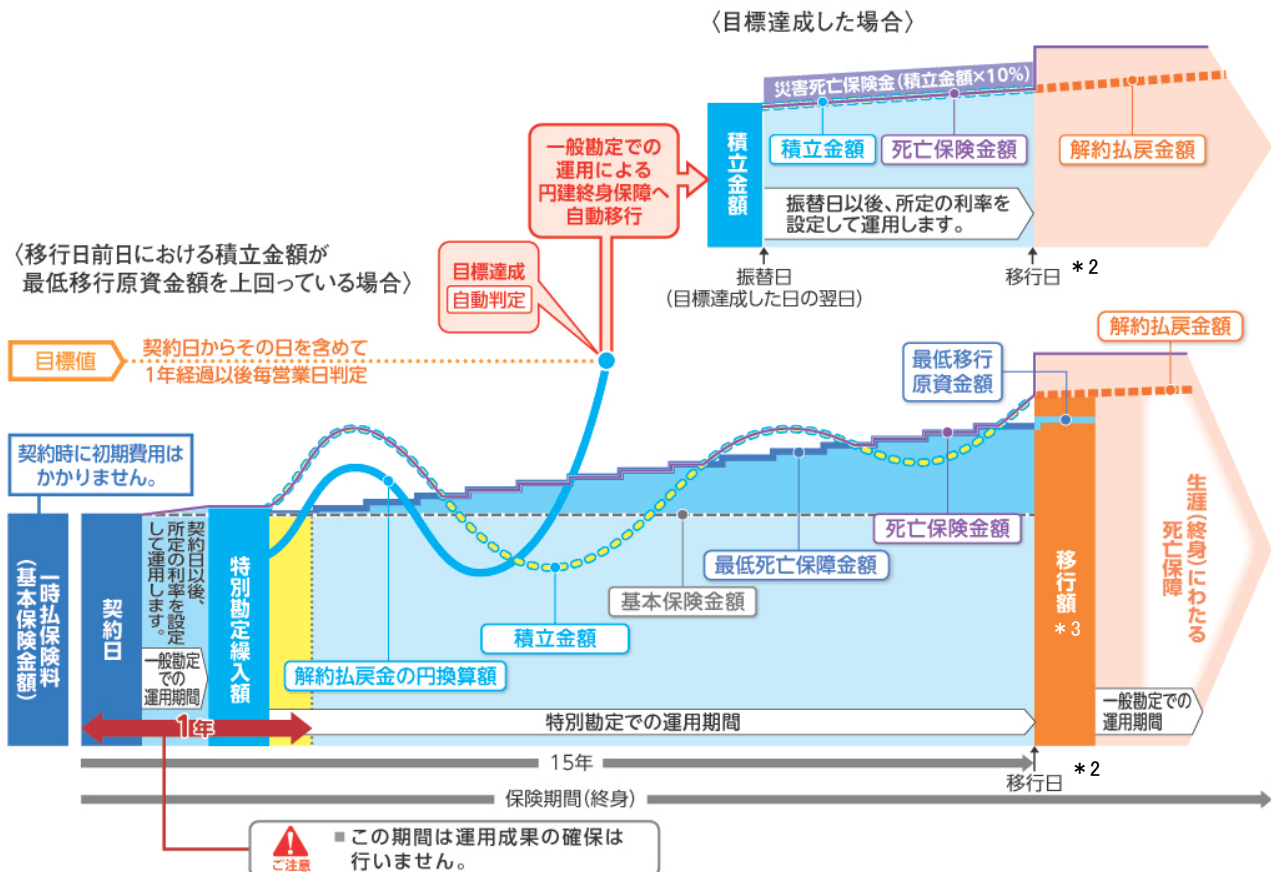 〈目標達成した場合〉
災害死亡保険金(積立金額×10%)
積立金額
死亡保険金額
解約払戻金額
積立金額
振替日以後、所定の利率を
設定して運用します。
振替日
(目標達成した日の翌日)
移行日
*2
一般勘定での
運用による
円建終身保障へ
自動移行
〈移行日前日における積立金額が
最低移行原資金額を上回っている場合〉
目標達成
自動判定
目標値
契約日からその日を含めて
1年経過以後毎営業日判定
解約払戻金額
最低移行
原資金額
契約時に初期費用は
かかりません。
一時払保険料
(基本保険金額)
契約日
契約日以後、
所定の利率を設定
して運用します。
一般勘定
での
運用期間
特別勘定繰入額
死亡保険金額
最低死亡保障金額
基本保険金額
積立金額
解約払戻金の円換算額
移行額
*3
生涯(終身)にわたる
死亡保障
一般勘定での
運用期間
1年
特別勘定での運用期間
15年
移行日
*2
保険期間(終身)
ご注意
■この期間は運用成果の確保は
行いません。